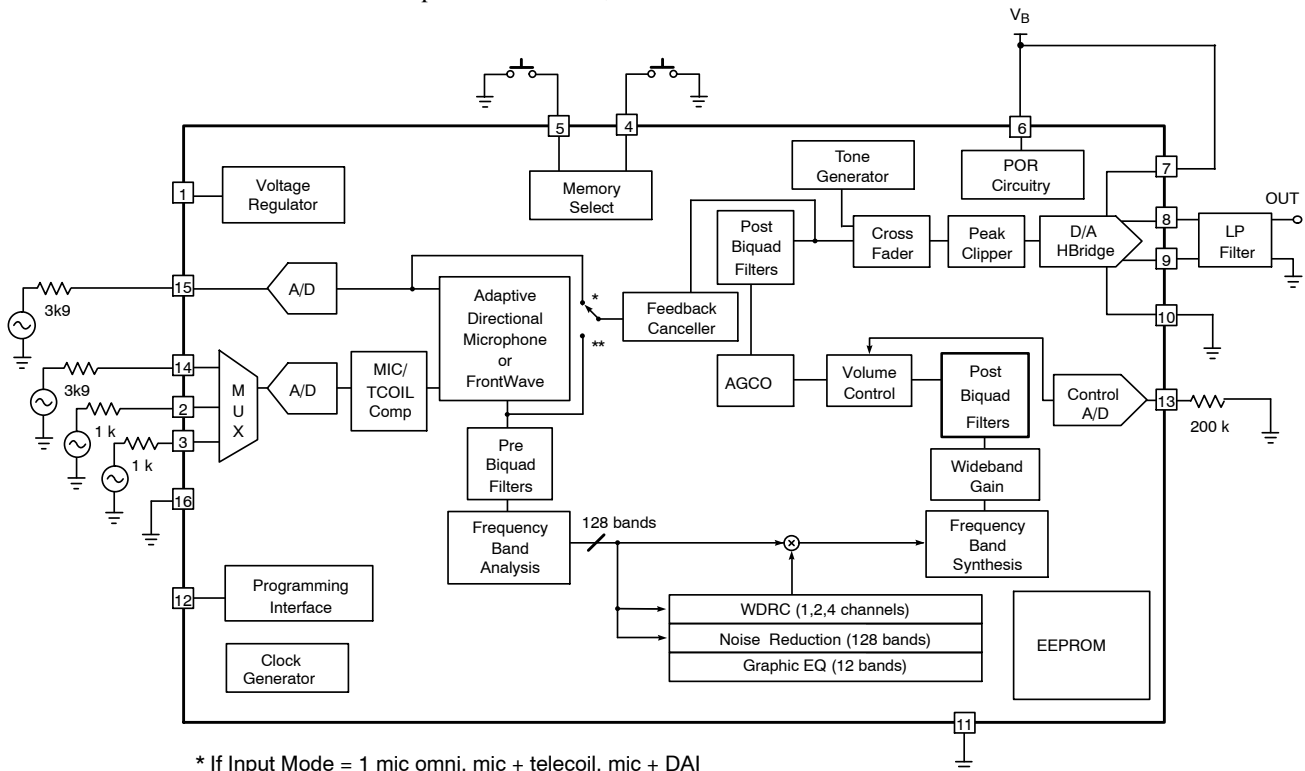 V_B
5
4
6
Tone
Generator
POR
Circuitry
7
1
Voltage
Regulator
Memory
Select
OUT
8
Post
Biquad
Filters
Cross
Fader
Peak
Clipper
D/A
HBridge
LP
Filter
9
15
A/D
3k9
Adaptive
Directional
Microphone
or
FrontWave
*
**
Feedback
Canceller
10
14
3k9
2
1 k
3
1 k
M
U
X
A/D
MIC/
TCOIL
Comp
AGCO
Volume
Control
Post
Biquad
Filters
Control
A/D
13
200 k
Pre
Biquad
Filters
Wideband
Gain
16
Frequency
Band
Analysis
128 bands
Frequency
Band
Synthesis
12
Programming
Interface
WDRC (1,2,4 channels)
Noise Reduction (128 bands)
Graphic EQ (12 bands)
EEPROM
Clock
Generator
11
* If Input Mode = 1 mic omni, mic + telecoil, mic + DAI